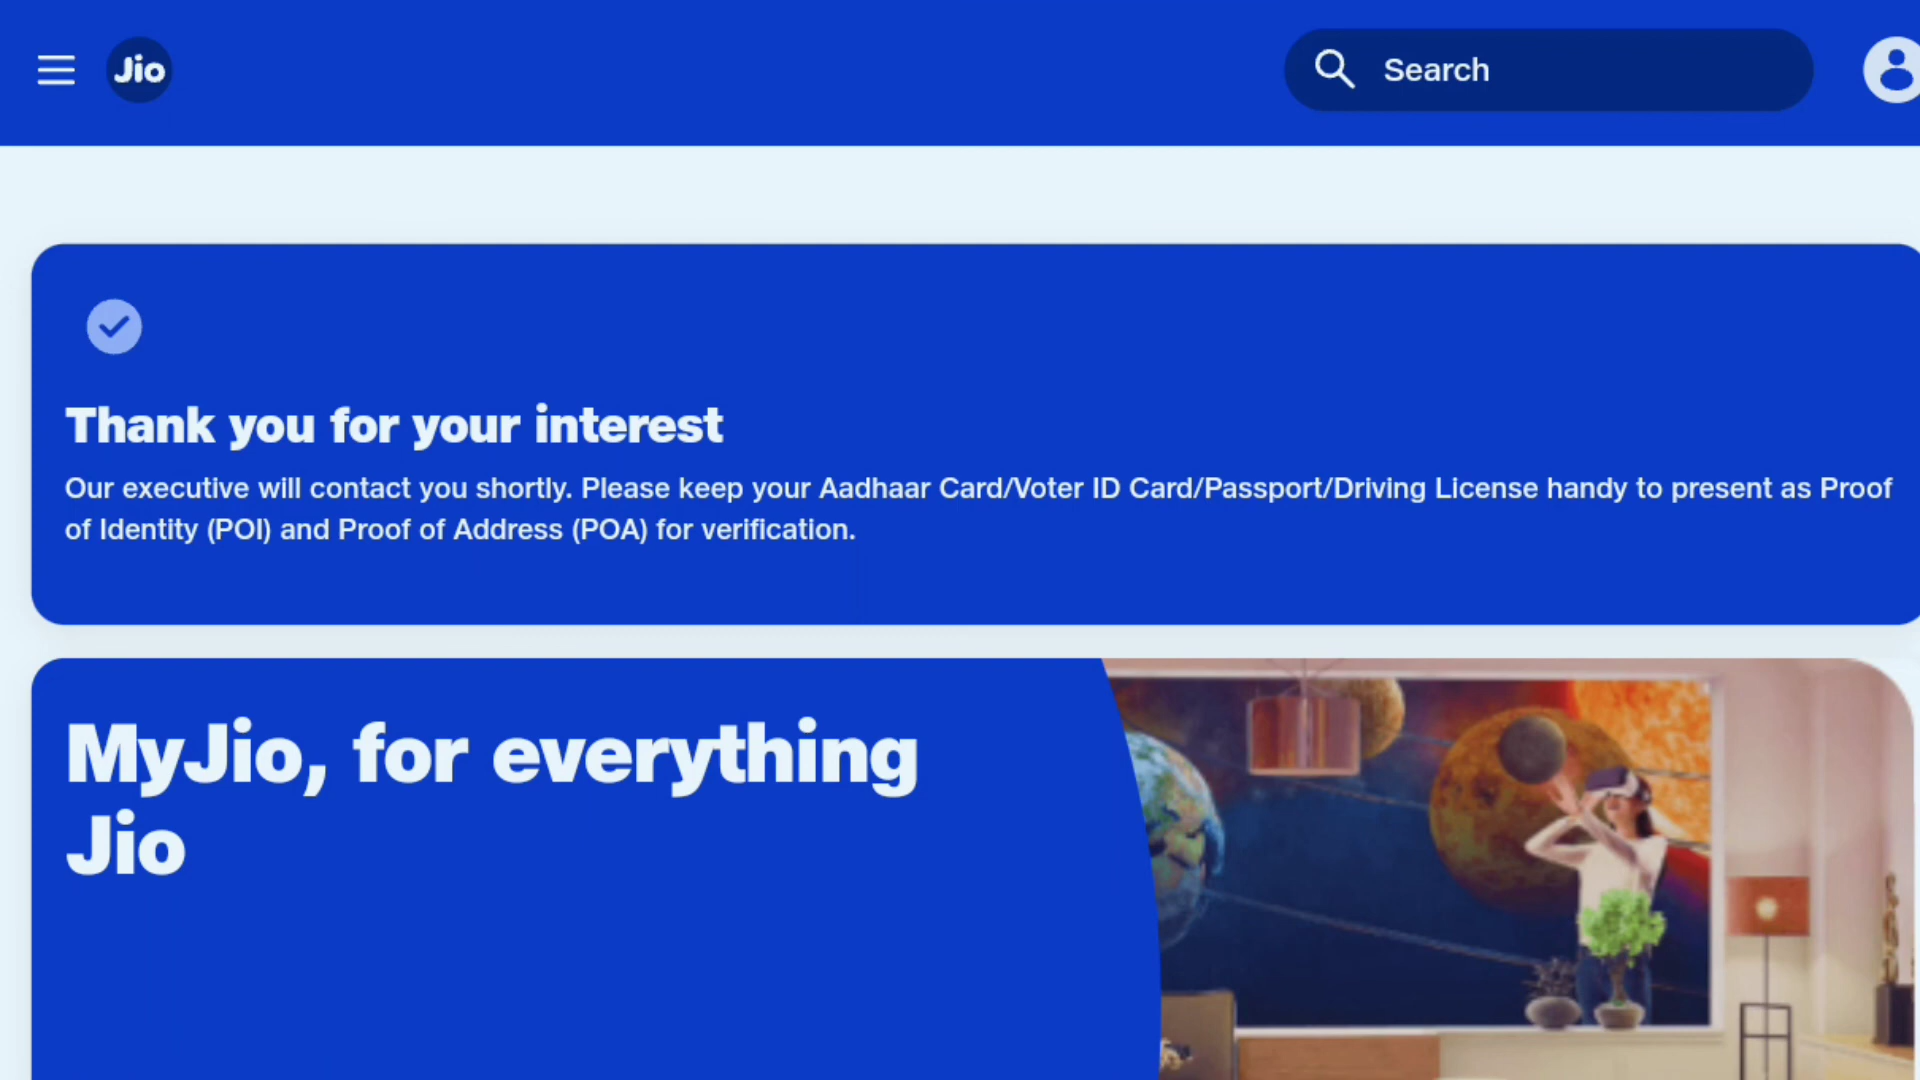 Jio
Search
Thank you for your interest
Our executive will contact you shortly. Please keep your Aadhaar Card/Voter ID Card/Passport/Driving License handy to present as Proof
of Identity (POI) and Proof of Address (POA) for verification.
MyJio, for everything
Jio